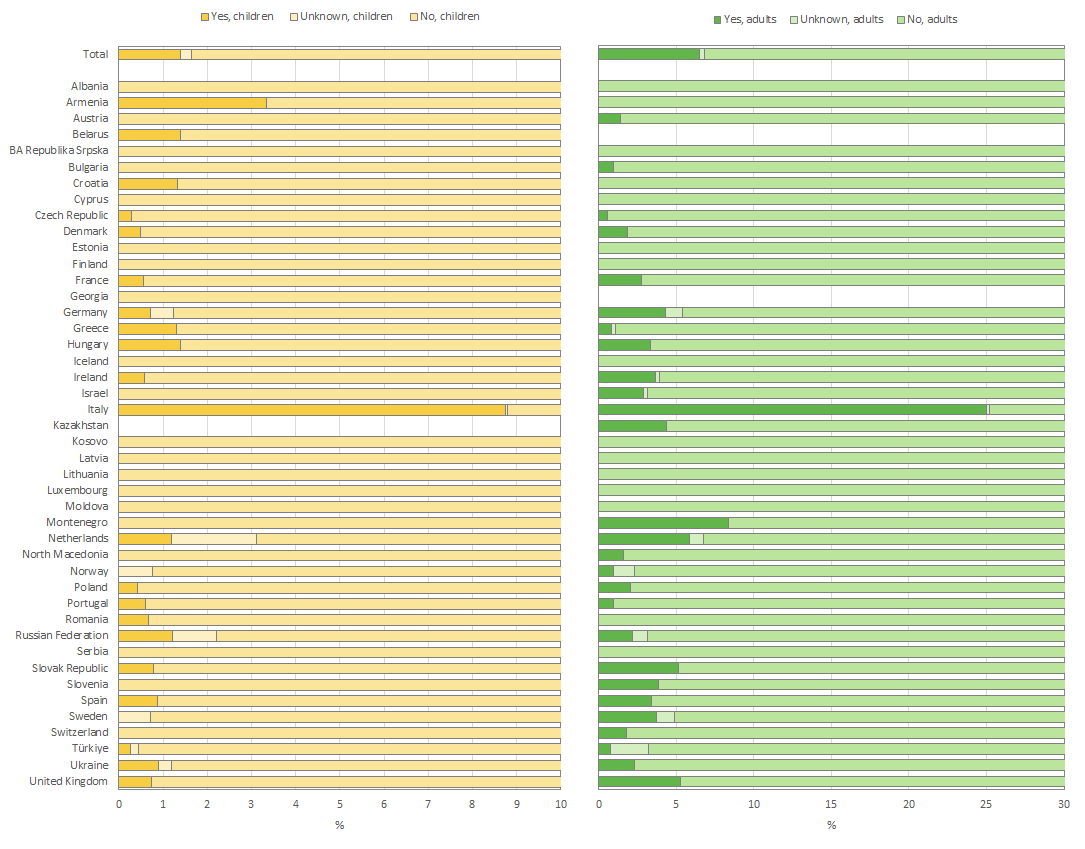 Yes, children Unknown, children No, children
Yes, adults Unknown, adults No, adults
Total
Albania
Armenia
Austria
Belarus
BA Republika Srpska
Bulgaria
Croatia
Cyprus
Czech Republic
Denmark
Estonia
Finland
France
Georgia
Germany
Greece
Hungary
Iceland
Ireland
Israel
Italy
Kazakhstan
Kosovo
Latvia
Lithuania
Luxembourg
Moldova
Montenegro
Netherlands
North Macedonia
Norway
Poland
Portugal
Romania
Russian Federation
Serbia
Slovak Republic
Slovenia
Spain
Sweden
Switzerland
Türkiye
Ukraine
United Kingdom
0 1 2 3 4 5 6 7 8 9 10
%
0 5 10 15 20 25 30
%